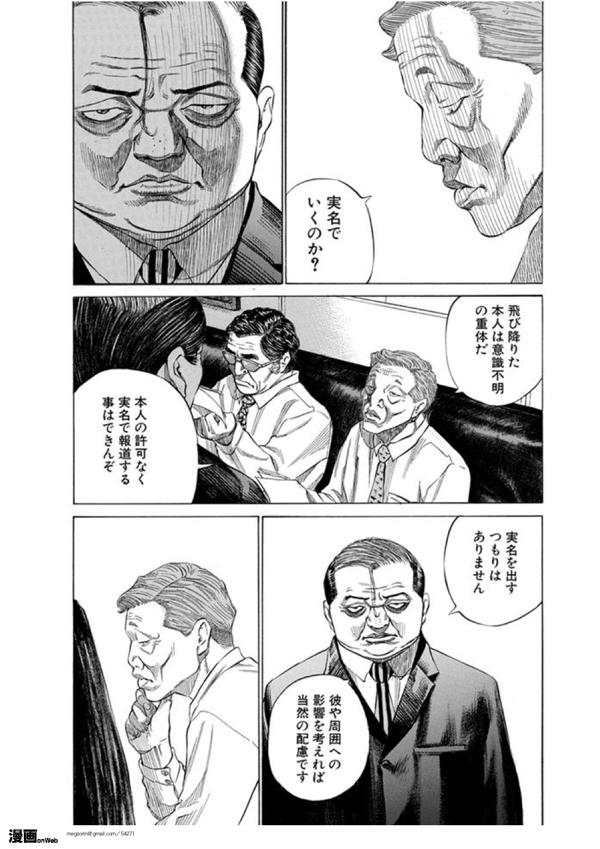 実名で
いくのか？
飛び降りた
本人は意識不明
の重体だ
本人の許可なく
実名で報道する
事はできんぞ
実名を出す
つもりは
ありません
彼や周囲への
影響を考えれば
当然の配慮です
漫画onWeb
megaorin@gmail.com／54271